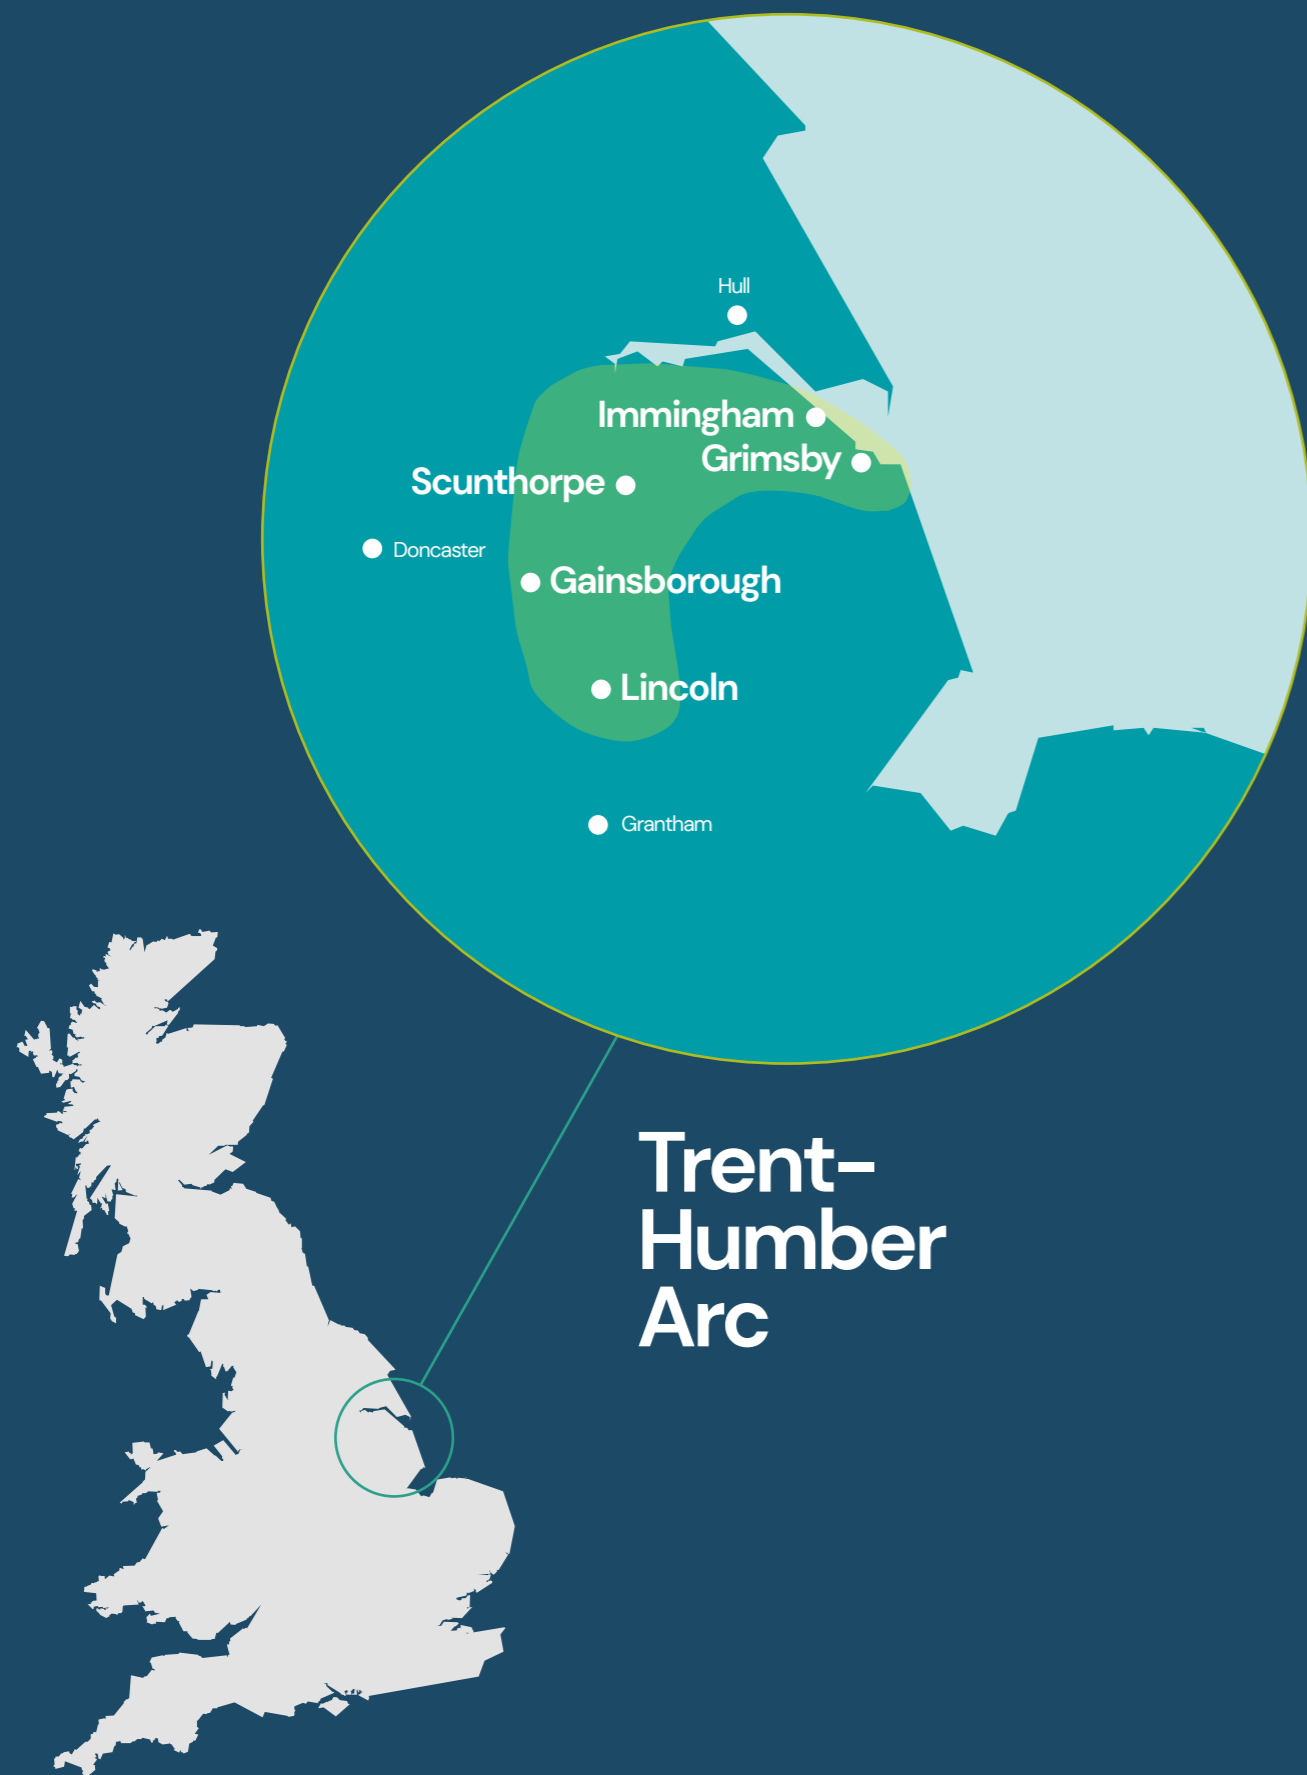 Hull
Immingham
Grimsby
Scunthorpe
Doncaster
Gainsborough
Lincoln
Grantham
Trent-
Humber
Arc